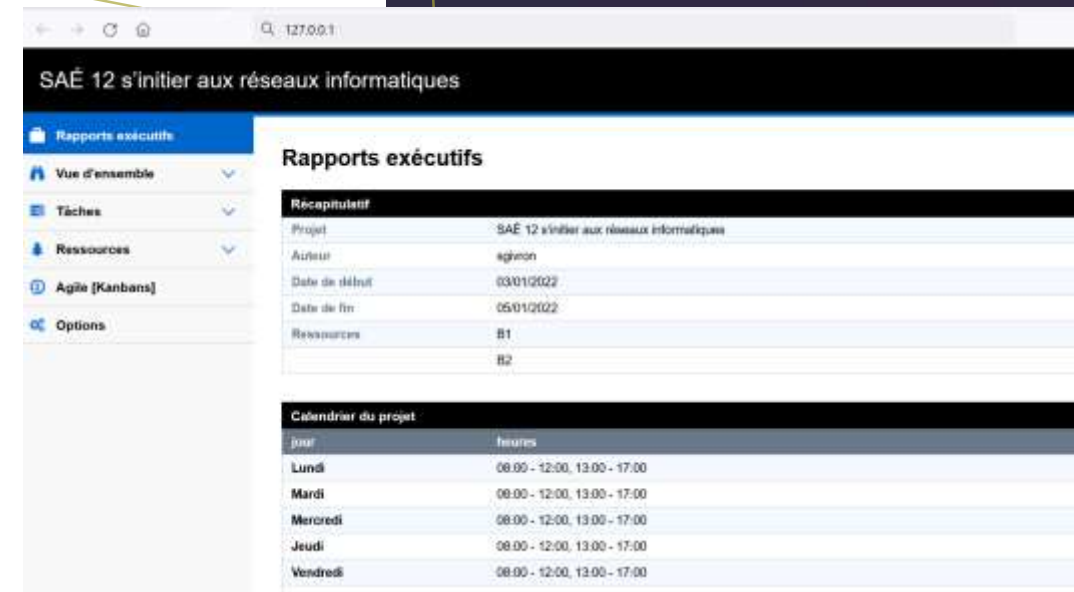 127.0.0.1
SAÉ 12 s'initier aux réseaux informatiques
Rapports exécutifs
Vue d'ensemble
Tâches
Ressources
Agile [Kanbans]
Options
Rapports exécutifs
Récapitulatif
Projet SAÉ 12 s'initier aux réseaux informatiques
Auteur agivron
Date de début 03/01/2022
Date de fin 05/01/2022
Ressources B1
B2
Calendrier du projet
jour heures
Lundi 08:00 - 12:00, 13:00 - 17:00
Mardi 08:00 - 12:00, 13:00 - 17:00
Mercredi 08:00 - 12:00, 13:00 - 17:00
Jeudi 08:00 - 12:00, 13:00 - 17:00
Vendredi 08:00 - 12:00, 13:00 - 17:00